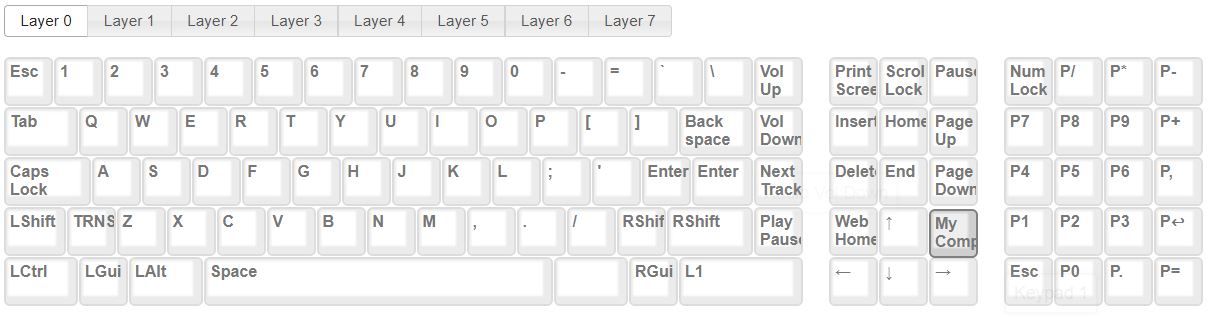 Layer 0 Layer 1 Layer 2 Layer 3 Layer 4 Layer 5 Layer 6 Layer 7
Esc 1 2 3 4 5 6 7 8 9 0 - = ` \ Vol Print Scrol Pause Num P/ P* P-
Up Scree Lock Lock
Tab Q W E R T Y U I O P [ ] Back Vol Insert Home Page P7 P8 P9 P+
space Down Up
Caps A S D F G H J K L ; ' Enter Enter Next Delete End Page P4 P5 P6 P,
Lock Track Down
Vol Down
LShift TRNS Z X C V B N M , . / RShif RShift Play Web ↑ My P1 P2 P3 P↩
Pause Home Comp
LCtrl LGui LAlt Space RGui L1 ← ↓ → Esc P0 P. P=
Keypad 1